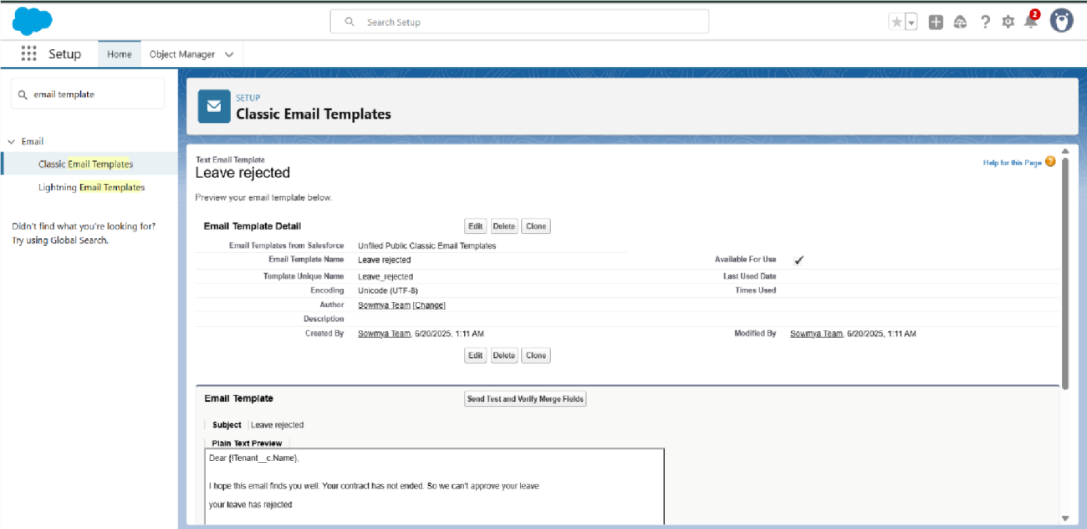 Search Setup
2
Setup
Home
Object Manager
email template
Email
Classic Email Templates
Lightning Email Templates
Didn't find what you're looking for?
Try using Global Search.
SETUP
Classic Email Templates
Text Email Template
Leave rejected
Help for this Page
Preview your email template below.
Email Template Detail
Edit Delete Clone
Email Templates from Salesforce Unfiled Public Classic Email Templates
Email Template Name Leave rejected Available For Use ✓
Template Unique Name Leave_rejected Last Used Date
Encoding Unicode (UTF-8) Times Used
Author Sowmya Team [Change]
Description
Created By Sowmya Team, 6/20/2025, 1:11 AM Modified By Sowmya Team, 6/20/2025, 1:11 AM
Edit Delete Clone
Email Template
Send Test and Verify Merge Fields
Subject Leave rejected
Plain Text Preview
Dear {!Tenant__c.Name},
I hope this email finds you well. Your contract has not ended. So we can't approve your leave
your leave has rejected